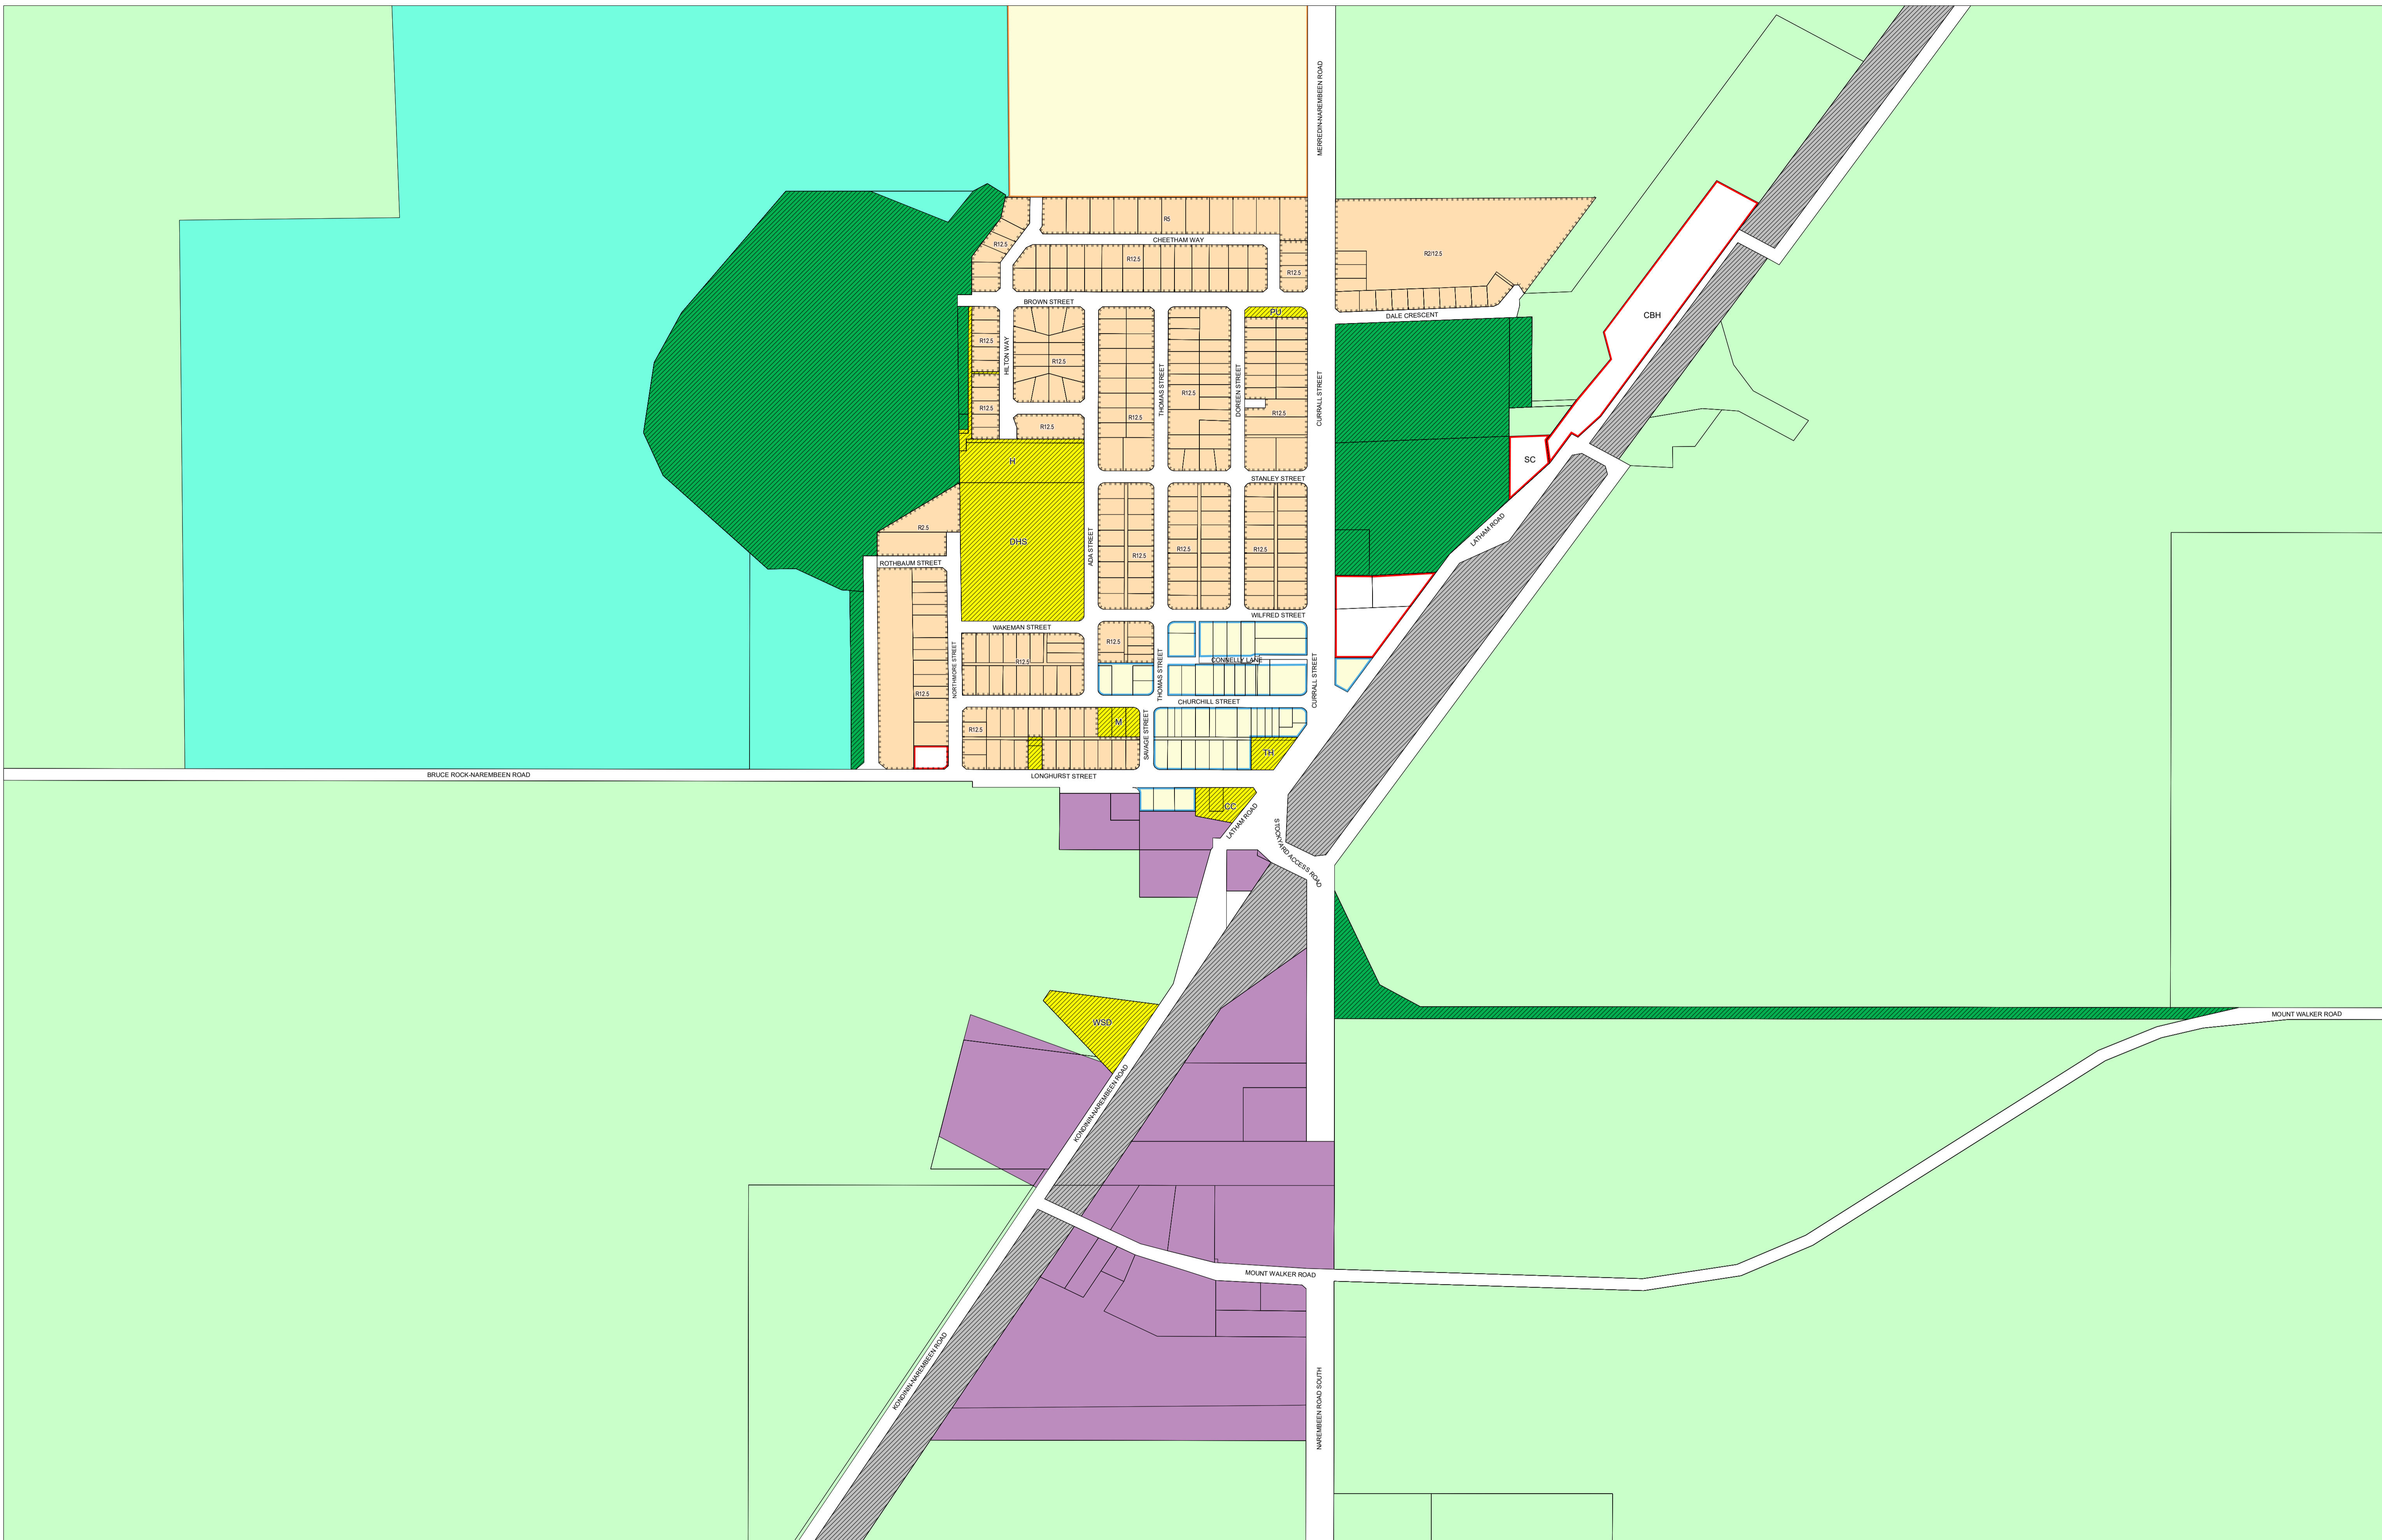 MERREDIN-NAREMBEEN ROAD
R5
CHEETHAM WAY
R12.5
R12.5
R12.5
R2/12.5
BROWN STREET
PU
DALE CRESCENT
CBH
R12.5
HILTON WAY
R12.5
THOMAS STREET
R12.5
DOREEN STREET
CURRALL STREET
R12.5
R12.5
R12.5
R12.5
H
SC
STANLEY STREET
R2.5
LATHAM ROAD
DHS
ADA STREET
R12.5
R12.5
R12.5
ROTHBAUM STREET
WILFRED STREET
WAKEMAN STREET
R12.5
NORTHMORE STREET
R12.5
THOMAS STREET
CONNELLY LANE
CURRALL STREET
R12.5
CHURCHILL STREET
R12.5
M
SAVAGE STREET
TH
BRUCE ROCK-NAREMBEEN ROAD
LONGHURST STREET
CC
LATHAM ROAD
STOCKYARD ACCESS ROAD
WSD
MOUNT WALKER ROAD
KONDININ-NAREMBEEN ROAD
MOUNT WALKER ROAD
KONDININ-NAREMBEEN ROAD
NAREMBEEN ROAD SOUTH